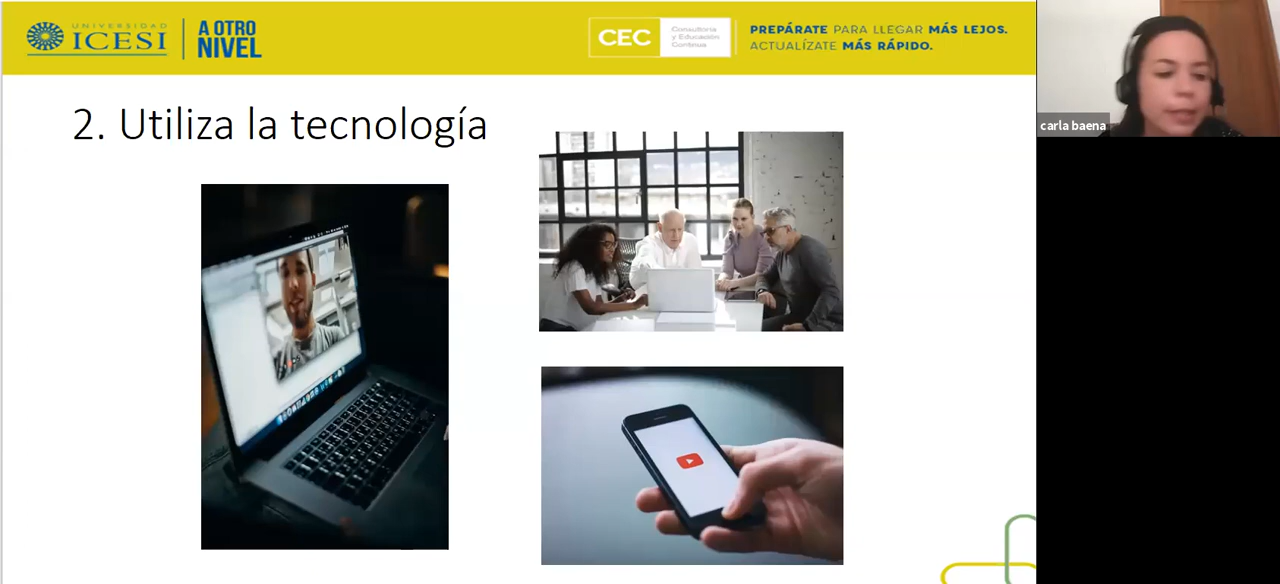 UNIVERSIDAD
ICESI
A OTRO
NIVEL
CEC
Consultoría
y Educación
Continua
PREPÁRATE PARA LLEGAR MÁS LEJOS.
ACTUALÍZATE MÁS RÁPIDO.
carla baena
2. Utiliza la tecnología